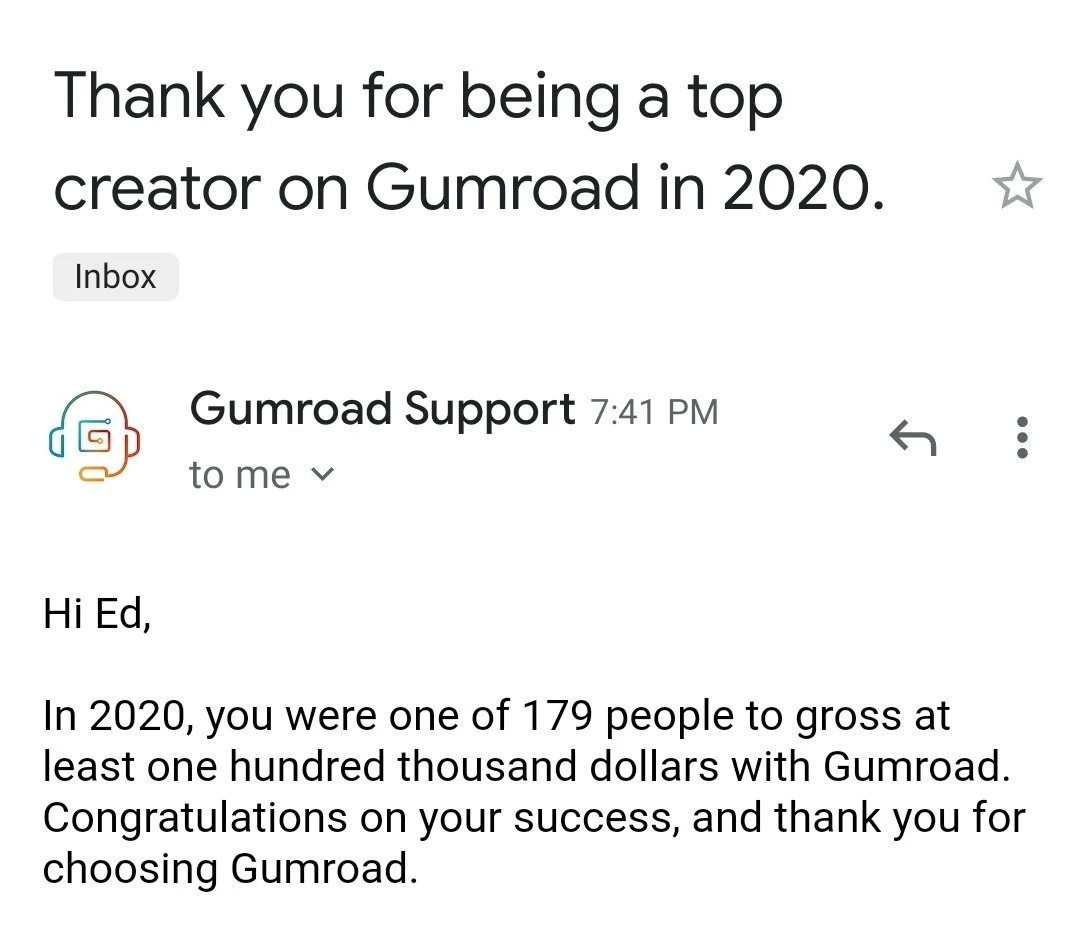 Thank you for being a top
creator on Gumroad in 2020.
Inbox
Gumroad Support 7:41 PM
to me
Hi Ed,
In 2020, you were one of 179 people to gross at
least one hundred thousand dollars with Gumroad.
Congratulations on your success, and thank you for
choosing Gumroad.